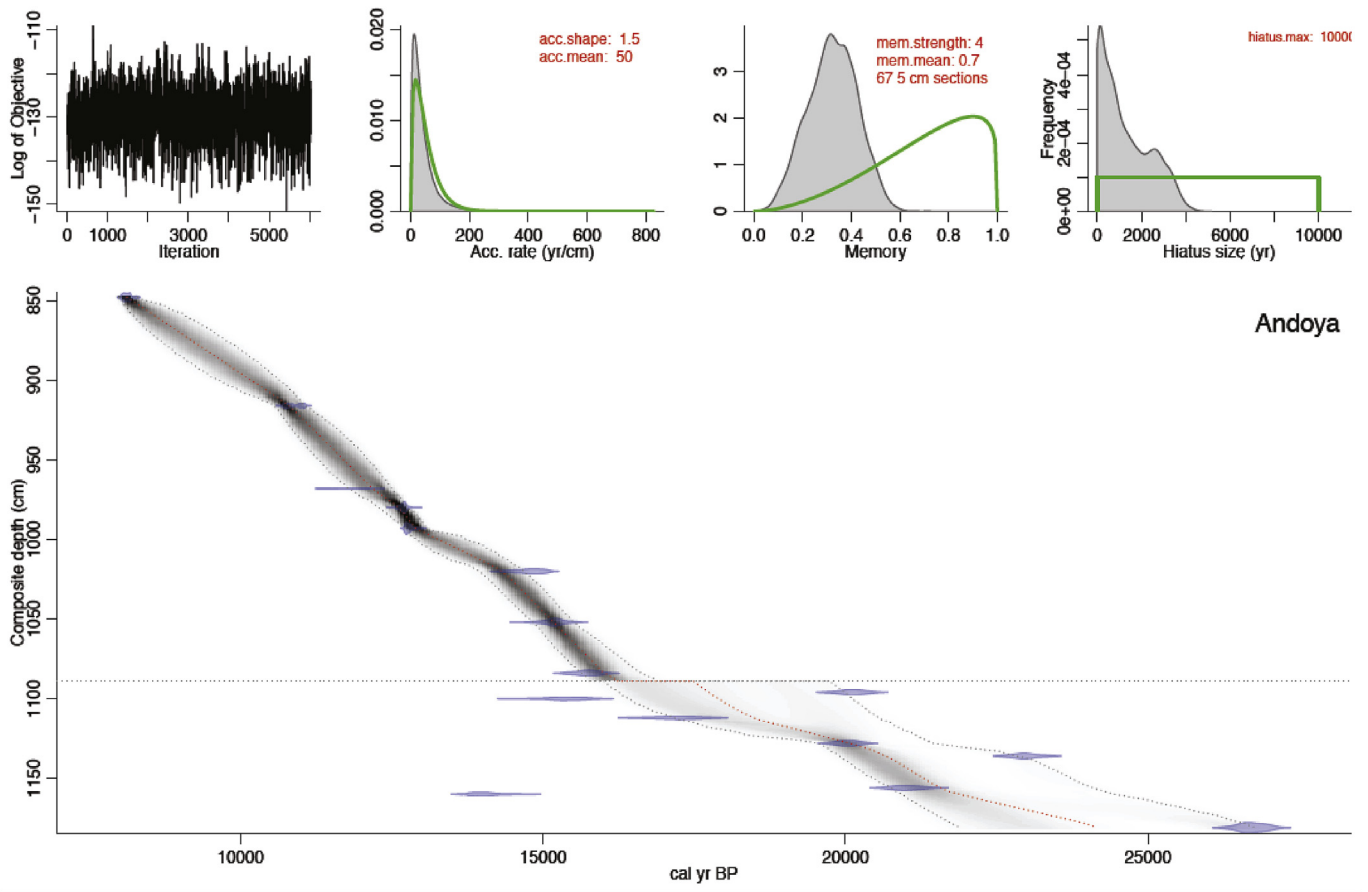 -110
-130
-150
Log of Objective
0 1000 3000 5000
Iteration
0.020
0.010
0.000
acc.shape: 1.5
acc.mean: 50
0 200 400 600 800
Acc. rate (yr/cm)
3
2
1
0
mem.strength: 4
mem.mean: 0.7
67 5 cm sections
0.0 0.2 0.4 0.6 0.8 1.0
Memory
hiatus.max: 10000
4e-04
2e-04
0e+00
Frequency
0 2000 6000 10000
Hiatus size (yr)
Andoya
850
900
950
1000
1050
1100
1150
Composite depth (cm)
10000 15000 20000 25000
cal yr BP